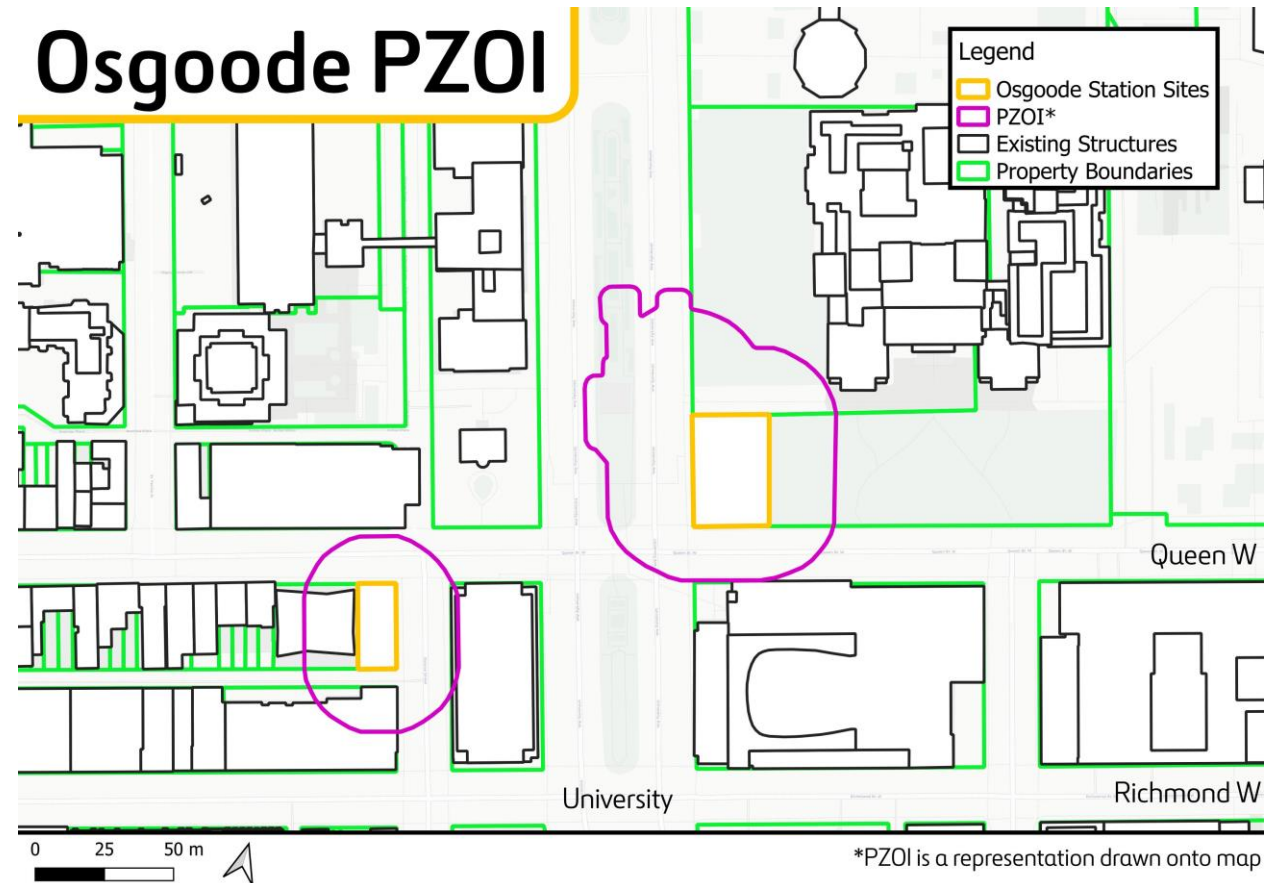 Osgoode PZOI
Legend
Osgoode Station Sites
PZOI*
Existing Structures
Property Boundaries
Queen W
University
Richmond W
0 25 50 m
*PZOI is a representation drawn onto map